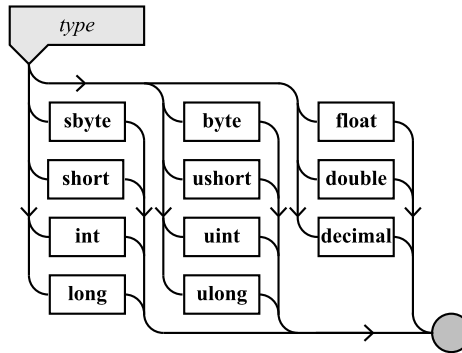 type
sbyte
byte
float
short
ushort
double
int
uint
decimal
long
ulong